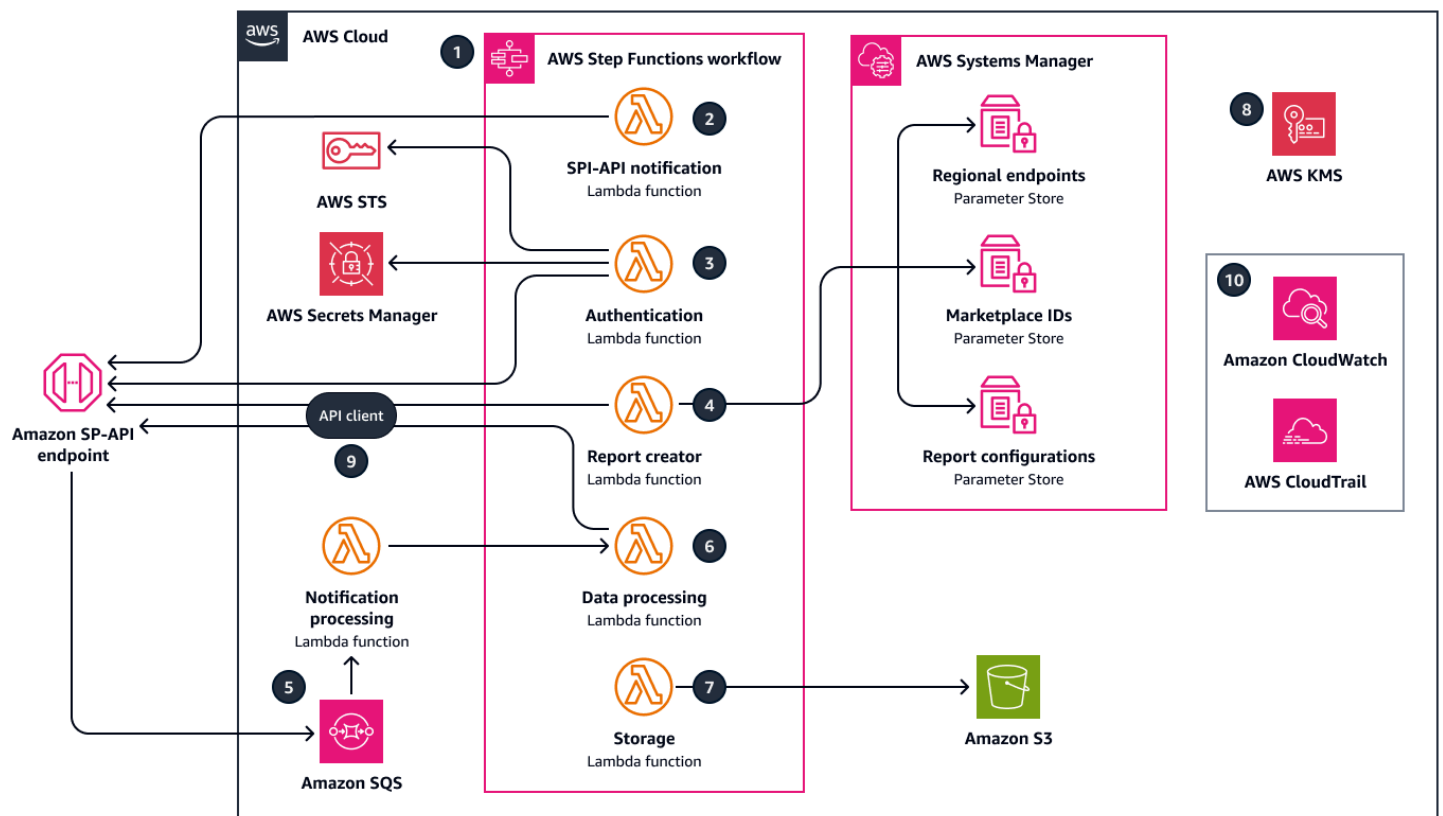 aws
AWS Cloud
1
AWS Step Functions workflow
AWS Systems Manager
2
SPI-API notification
Lambda function
AWS STS
3
AWS Secrets Manager
Authentication
Lambda function
Regional endpoints
Parameter Store
Marketplace IDs
Parameter Store
8
AWS KMS
10
Amazon CloudWatch
AWS CloudTrail
Amazon SP-API
endpoint
API client
9
4
Report creator
Lambda function
Report configurations
Parameter Store
Notification
processing
Lambda function
6
Data processing
Lambda function
5
Amazon SQS
7
Storage
Lambda function
Amazon S3